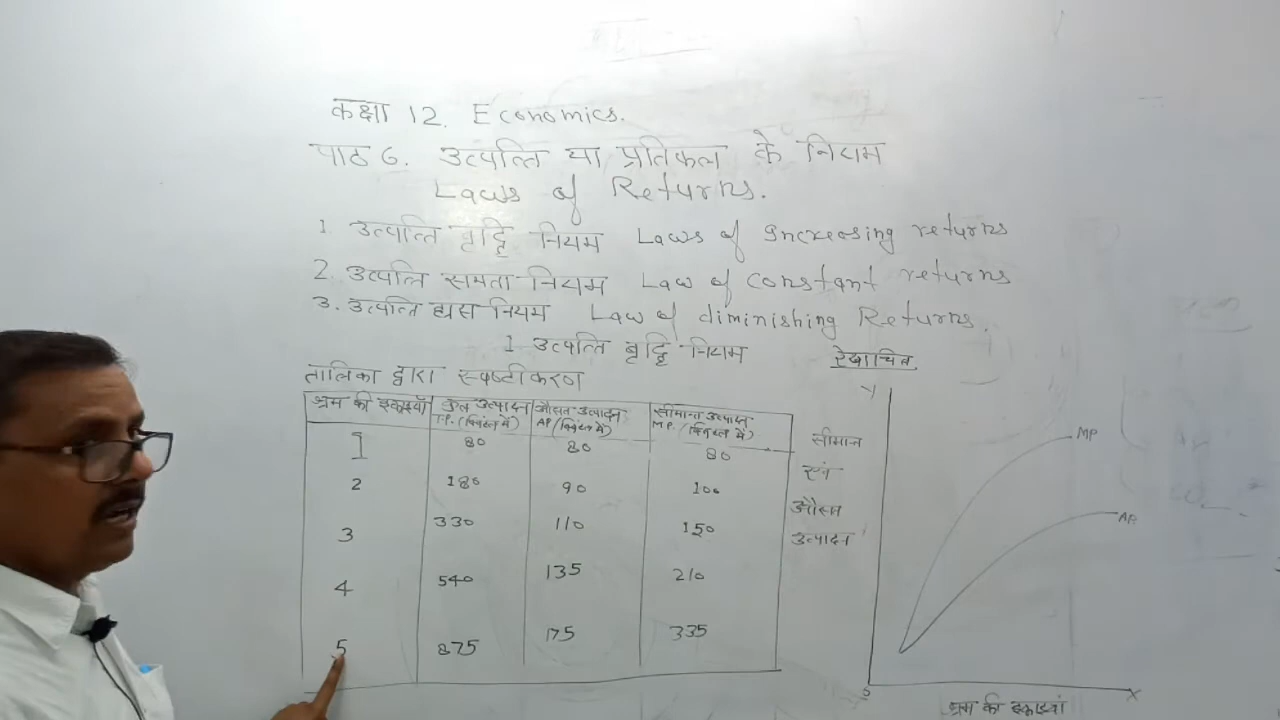 कक्षा 12. Economics.
पाठ 6. उत्पत्ति या प्रतिफल के नियम
Laws of Returns.
1 उत्पत्ति वृद्धि नियम Laws of Increasing returns
2. उत्पत्ति समता नियम Law of constant returns
3. उत्पत्ति ह्रास नियम Law of diminishing Returns.
1 उत्पत्ति वृद्धि नियम
रेखाचित्र
तालिका द्वारा स्पष्टीकरण
श्रम की इकाइयाँ कुल उत्पादन T.P. (क्विंटल में) औसत उत्पादन AP (क्विंटल में) सीमान्त उत्पादन M.P. (क्विंटल में)
1 80 80 80
2 180 90 100
3 330 110 150
4 540 135 210
5 875 175 335
सीमान्त
एवं
औसत
उत्पादन
Y
MP
AP
0
X
श्रम की इकाइयां